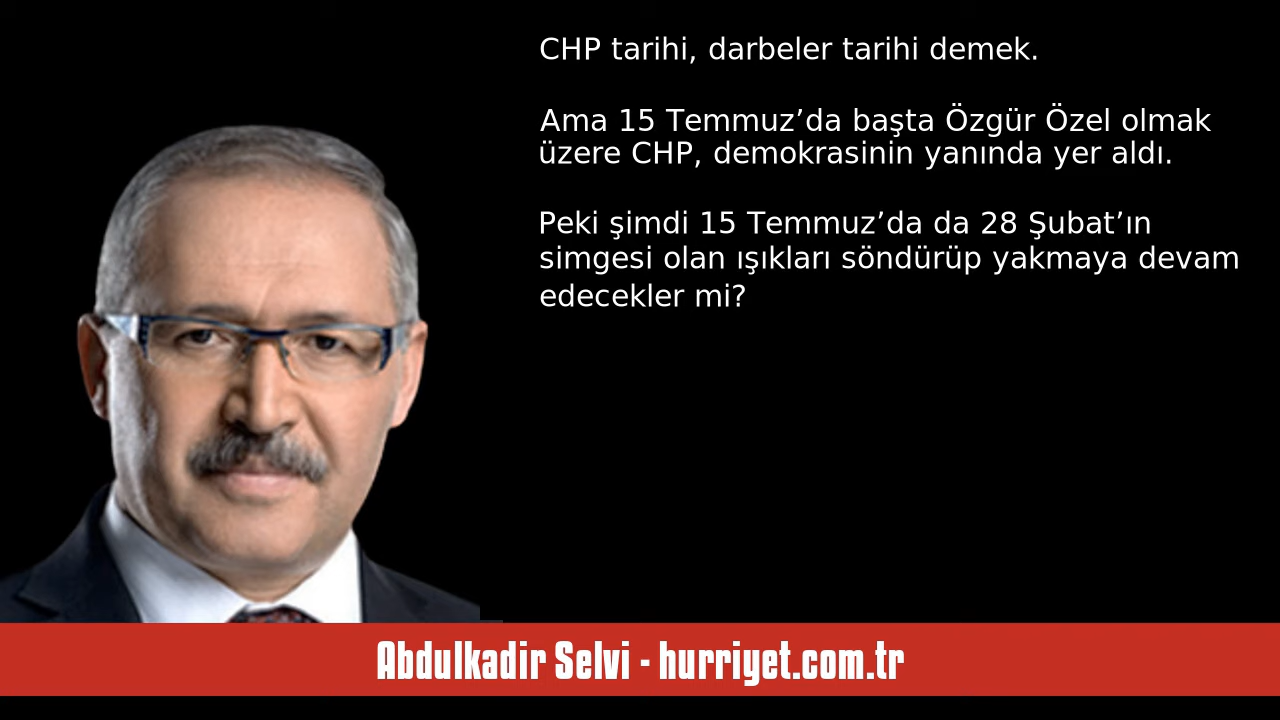 CHP tarihi, darbeler tarihi demek.
Ama 15 Temmuz’da başta Özgür Özel olmak
üzere CHP, demokrasinin yanında yer aldı.
Peki şimdi 15 Temmuz’da da 28 Şubat’ın
simgesi olan ışıkları söndürüp yakmaya devam
edecekler mi?
Abdulkadir Selvi - hurriyet.com.tr